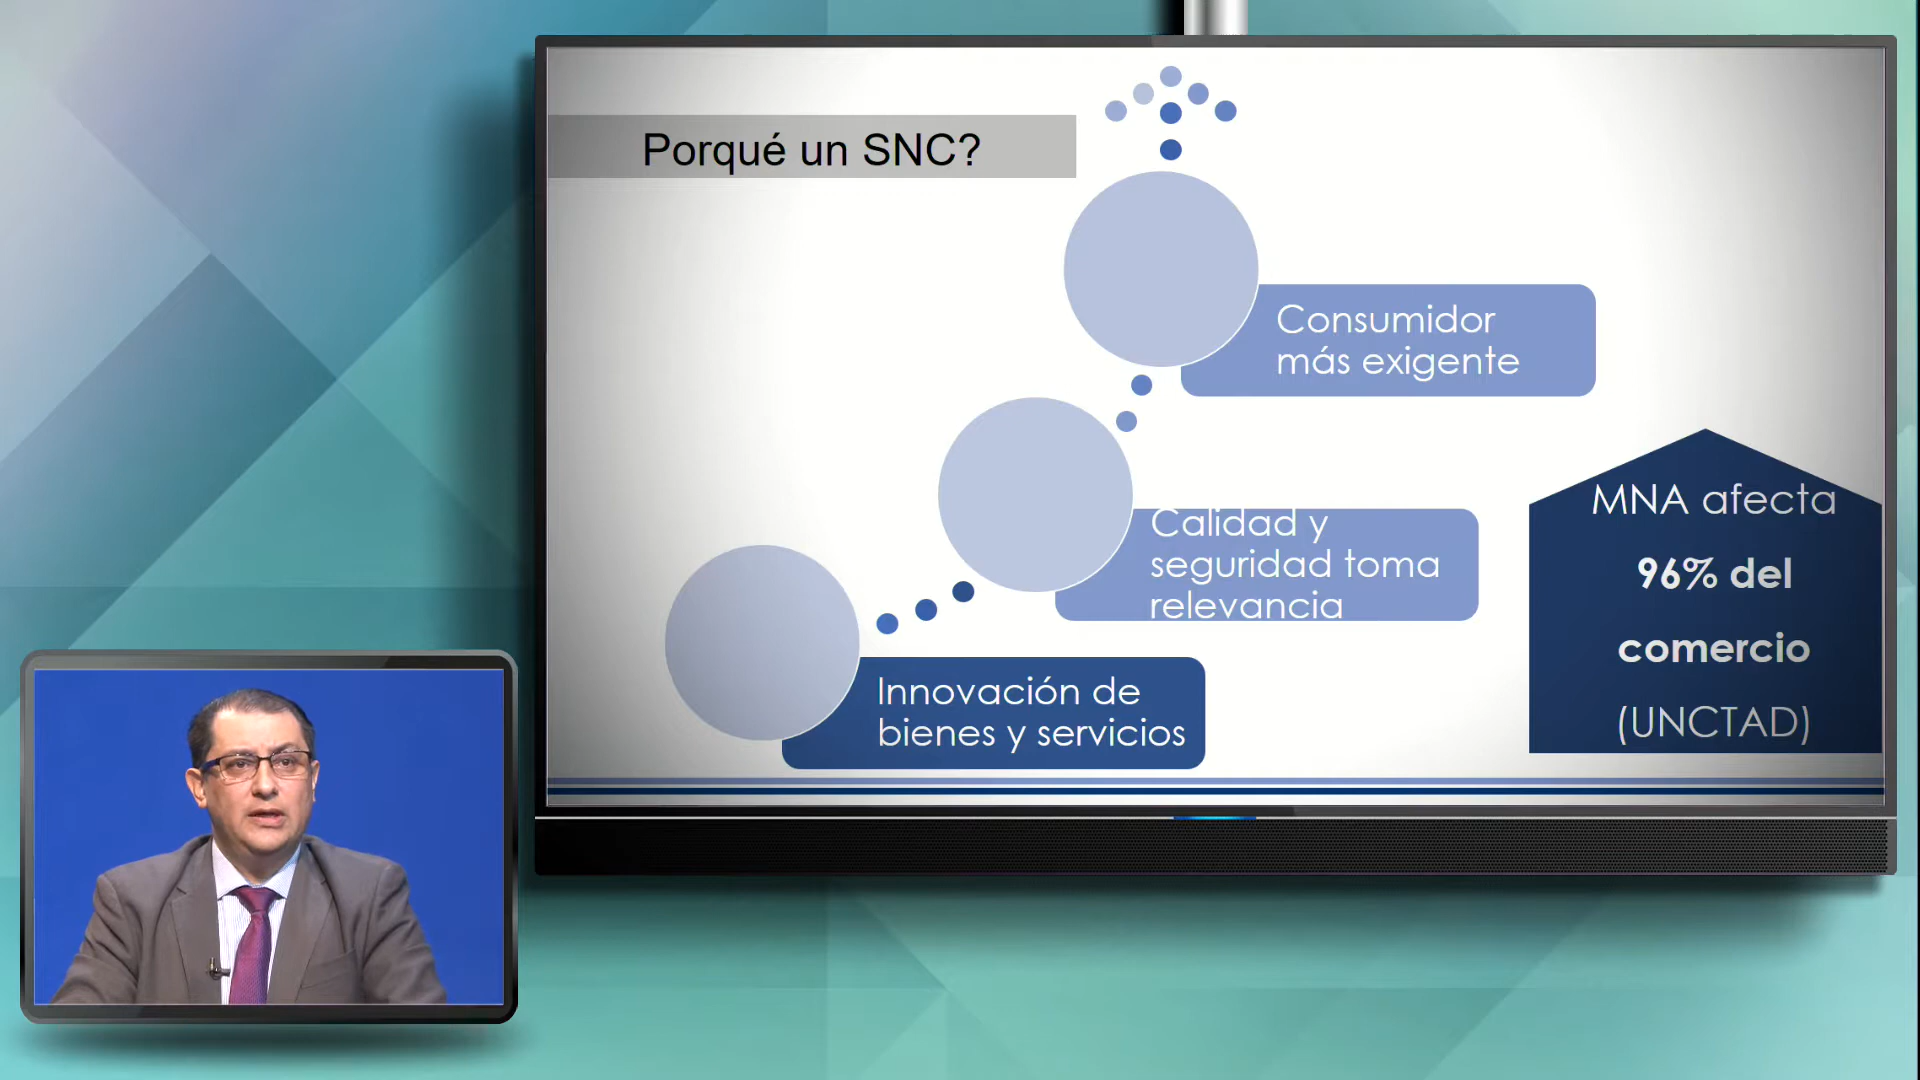 Porqué un SNC?
Consumidor
más exigente
Calidad y
seguridad toma
relevancia
Innovación de
bienes y servicios
MNA afecta
96% del
comercio
(UNCTAD)